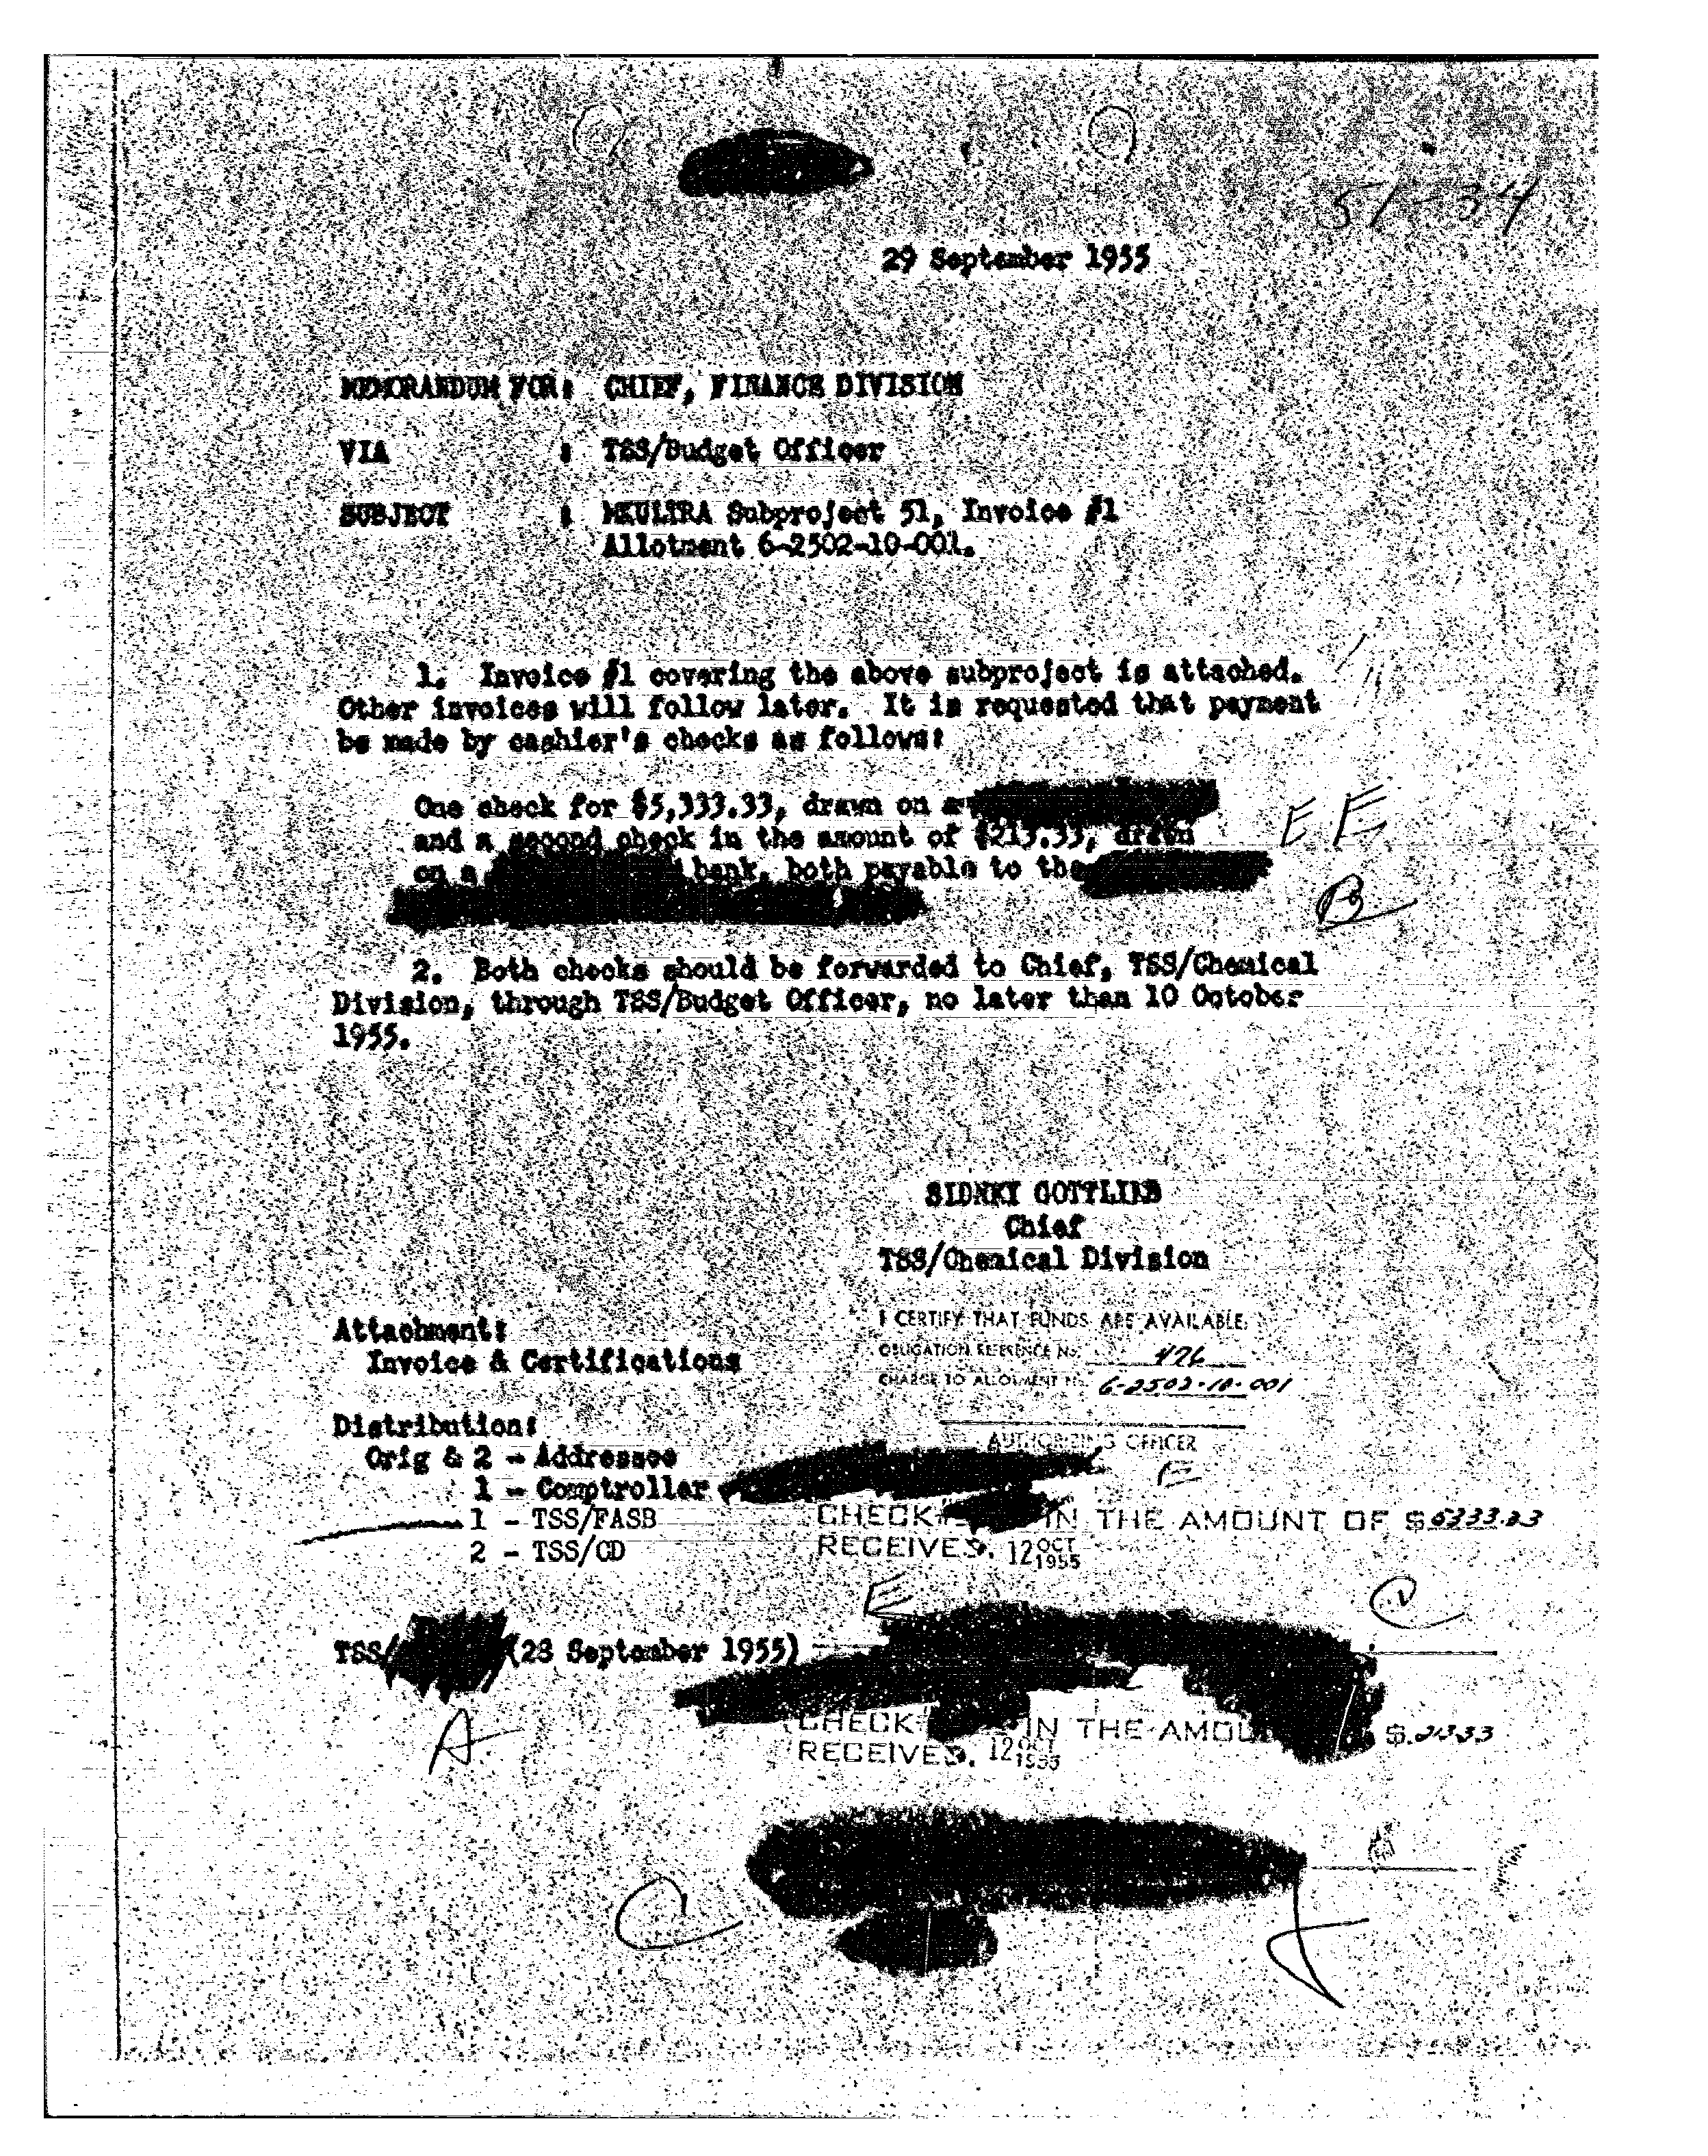 51-34
29 September 1955
MEMORANDUM FOR: CHIEF, FINANCE DIVISION
VIA : TSS/Budget Officer
SUBJECT : MKULTRA Subproject 51, Invoice #1
Allotment 6-2502-10-001.
1. Invoice #1 covering the above subproject is attached.
Other invoices will follow later. It is requested that payment
be made by cashier's checks as follows:
One check for $5,333.33, drawn on a
and a second check in the amount of $213.33, drawn
E E
on a bank, both payable to the
B
2. Both checks should be forwarded to Chief, TSS/Chemical
Division, through TSS/Budget Officer, no later than 10 October
1955.
SIDNEY GOTTLIEB
Chief
TSS/Chemical Division
Attachment:
Invoice & Certifications
I CERTIFY THAT FUNDS ARE AVAILABLE.
OBLIGATION REFERENCE NO. 476
CHARGE TO ALLOTMENT NO. 6-2502-10-001
AUTHORIZING OFFICER
Distribution:
Orig & 2 - Addressee
1 - Comptroller
E
1 - TSS/FASB
2 - TSS/CD
CHECK IN THE AMOUNT OF $5333.33
RECEIVED. 12 OCT 1955
E
TSS/ (28 September 1955)
A
CHECK IN THE AMOU $213.33
RECEIVED. 12 OCT 1955
C